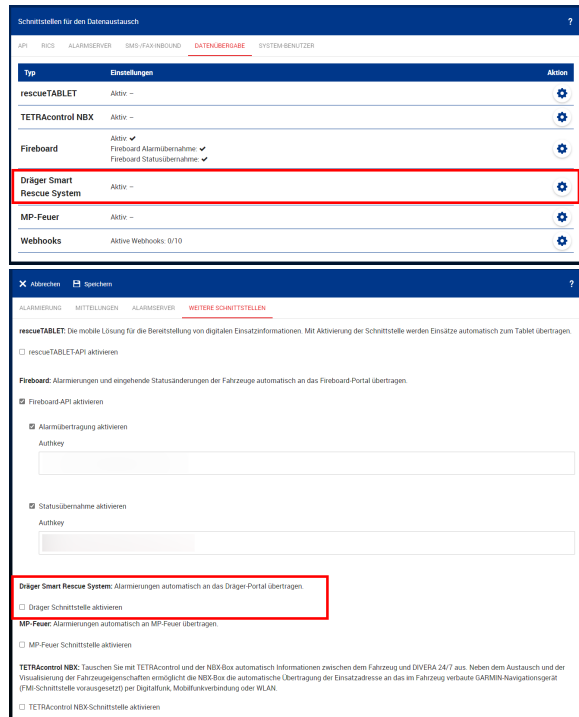 Schnittstellen für den Datenaustausch ?
API RICS ALARMSERVER SMS-/FAX-INBOUND DATENÜBERGABE SYSTEM-BENUTZER
Typ Einstellungen Aktion
rescueTABLET Aktiv: –
TETRAcontrol NBX Aktiv: –
Aktiv: ✔
Fireboard Fireboard Alarmübernahme: ✔
Fireboard Statusübernahme: ✔
Dräger Smart
Rescue System Aktiv: –
MP-Feuer Aktiv: –
Webhooks Aktive Webhooks: 0/10
Abbrechen Speichern ?
ALARMIERUNG MITTEILUNGEN ALARMSERVER WEITERE SCHNITTSTELLEN
rescueTABLET: Die mobile Lösung für die Bereitstellung von digitalen Einsatzinformationen. Mit Aktivierung der Schnittstelle werden Einsätze automatisch zum Tablet übertragen.
rescueTABLET-API aktivieren
Fireboard: Alarmierungen und eingehende Statusänderungen der Fahrzeuge automatisch an das Fireboard-Portal übertragen.
Fireboard-API aktivieren
Alarmübertragung aktivieren
Authkey
Statusübernahme aktivieren
Authkey
Dräger Smart Rescue System: Alarmierungen automatisch an das Dräger-Portal übertragen.
Dräger Schnittstelle aktivieren
MP-Feuer: Alarmierungen automatisch an MP-Feuer übertragen.
MP-Feuer Schnittstelle aktivieren
TETRAcontrol NBX: Tauschen Sie mit TETRAcontrol und der NBX-Box automatisch Informationen zwischen dem Fahrzeug und DIVERA 24/7 aus. Neben dem Austausch und der
Visualisierung der Fahrzeugeigenschaften ermöglicht die NBX-Box die automatische Übertragung der Einsatzadresse an das im Fahrzeug verbaute GARMIN-Navigationsgerät
(FMI-Schnittstelle vorausgesetzt) per Digitalfunk, Mobilfunkverbindung oder WLAN.
TETRAcontrol NBX-Schnittstelle aktivieren